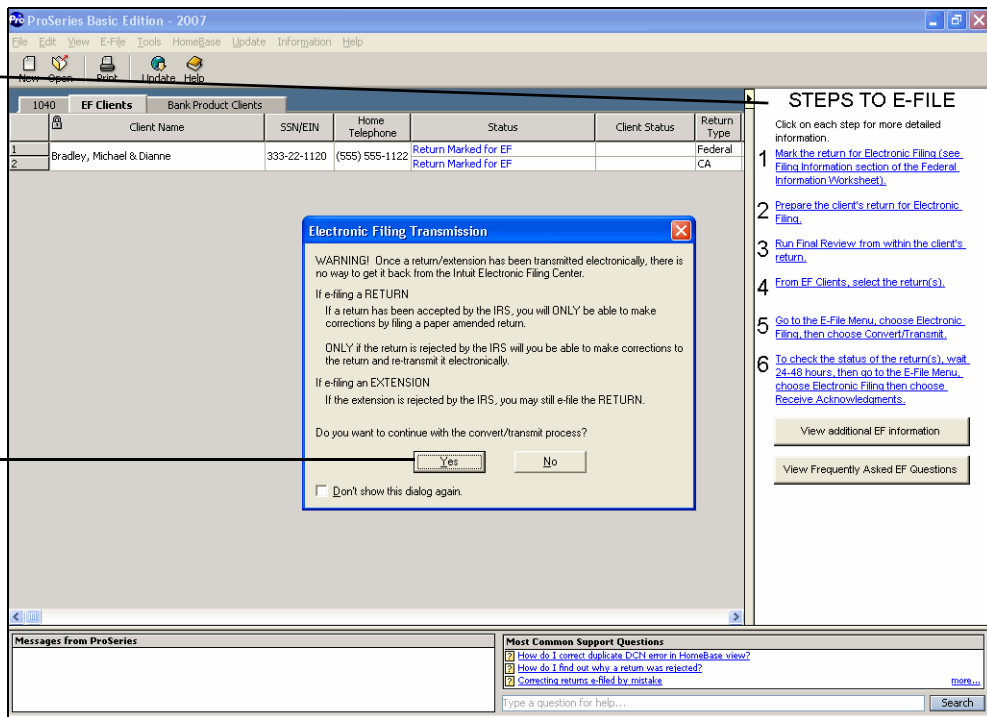 Pro ProSeries Basic Edition - 2007
File Edit View E-File Tools HomeBase Update Information Help
New Open Print Update Help
1040 EF Clients Bank Product Clients
Client Name SSN/EIN Home Telephone Status Client Status Return Type
1 Bradley, Michael & Dianne 333-22-1120 (555) 555-1122 Return Marked for EF Federal
2 Return Marked for EF CA
Electronic Filing Transmission
WARNING! Once a return/extension has been transmitted electronically, there is
no way to get it back from the Intuit Electronic Filing Center.
If e-filing a RETURN
If a return has been accepted by the IRS, you will ONLY be able to make
corrections by filing a paper amended return.
ONLY if the return is rejected by the IRS will you be able to make corrections to
the return and re-transmit it electronically.
If e-filing an EXTENSION
If the extension is rejected by the IRS, you may still e-file the RETURN.
Do you want to continue with the convert/transmit process?
Yes No
Don't show this dialog again.
STEPS TO E-FILE
Click on each step for more detailed
information.
1 Mark the return for Electronic Filing (see
Filing Information section of the Federal
Information Worksheet).
2 Prepare the client's return for Electronic
Filing.
3 Run Final Review from within the client's
return.
4 From EF Clients, select the return(s).
5 Go to the E-File Menu, choose Electronic
Filing, then choose Convert/Transmit.
6 To check the status of the return(s), wait
24-48 hours, then go to the E-File Menu,
choose Electronic Filing then choose
Receive Acknowledgments.
View additional EF information
View Frequently Asked EF Questions
Messages from ProSeries
Most Common Support Questions
? How do I correct duplicate DCN error in HomeBase view?
? How do I find out why a return was rejected?
? Correcting returns e-filed by mistake more...
Type a question for help... Search